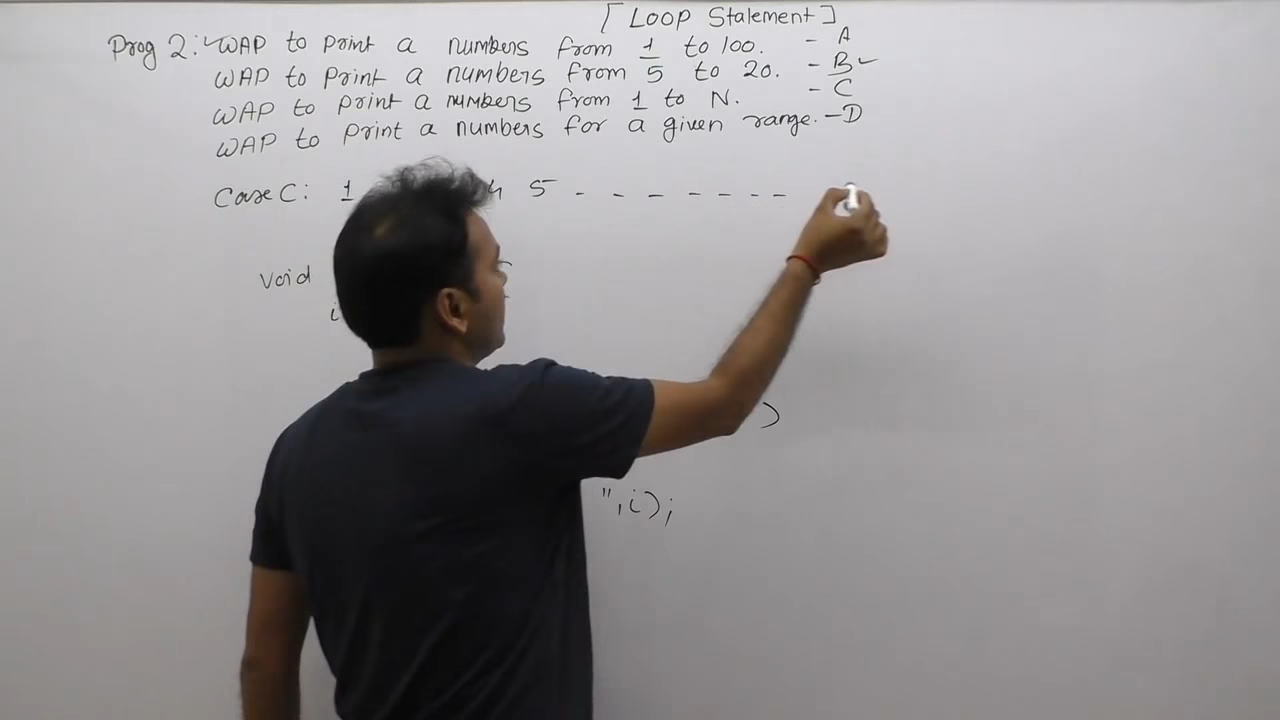 [Loop Statement]
Prog 2: WAP to print a numbers from 1 to 100. - A
WAP to print a numbers from 5 to 20. - B
WAP to print a numbers from 1 to N. - C
WAP to print a numbers for a given range. - D
Case C: 1 4 5 - - - - - - -
void
i
)
",i);